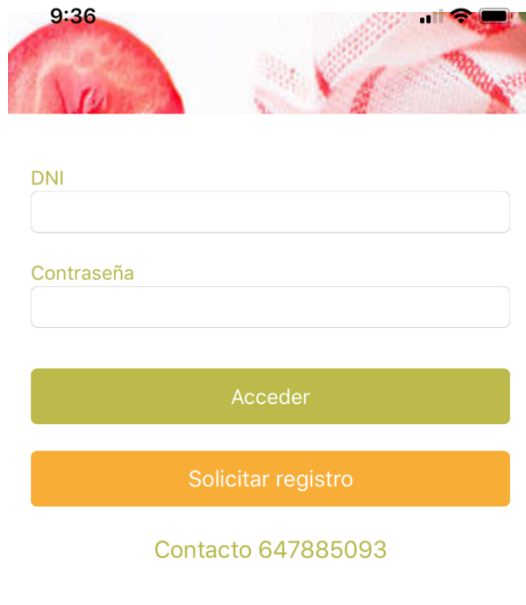 9:36
DNI
Contraseña
Acceder
Solicitar registro
Contacto 647885093